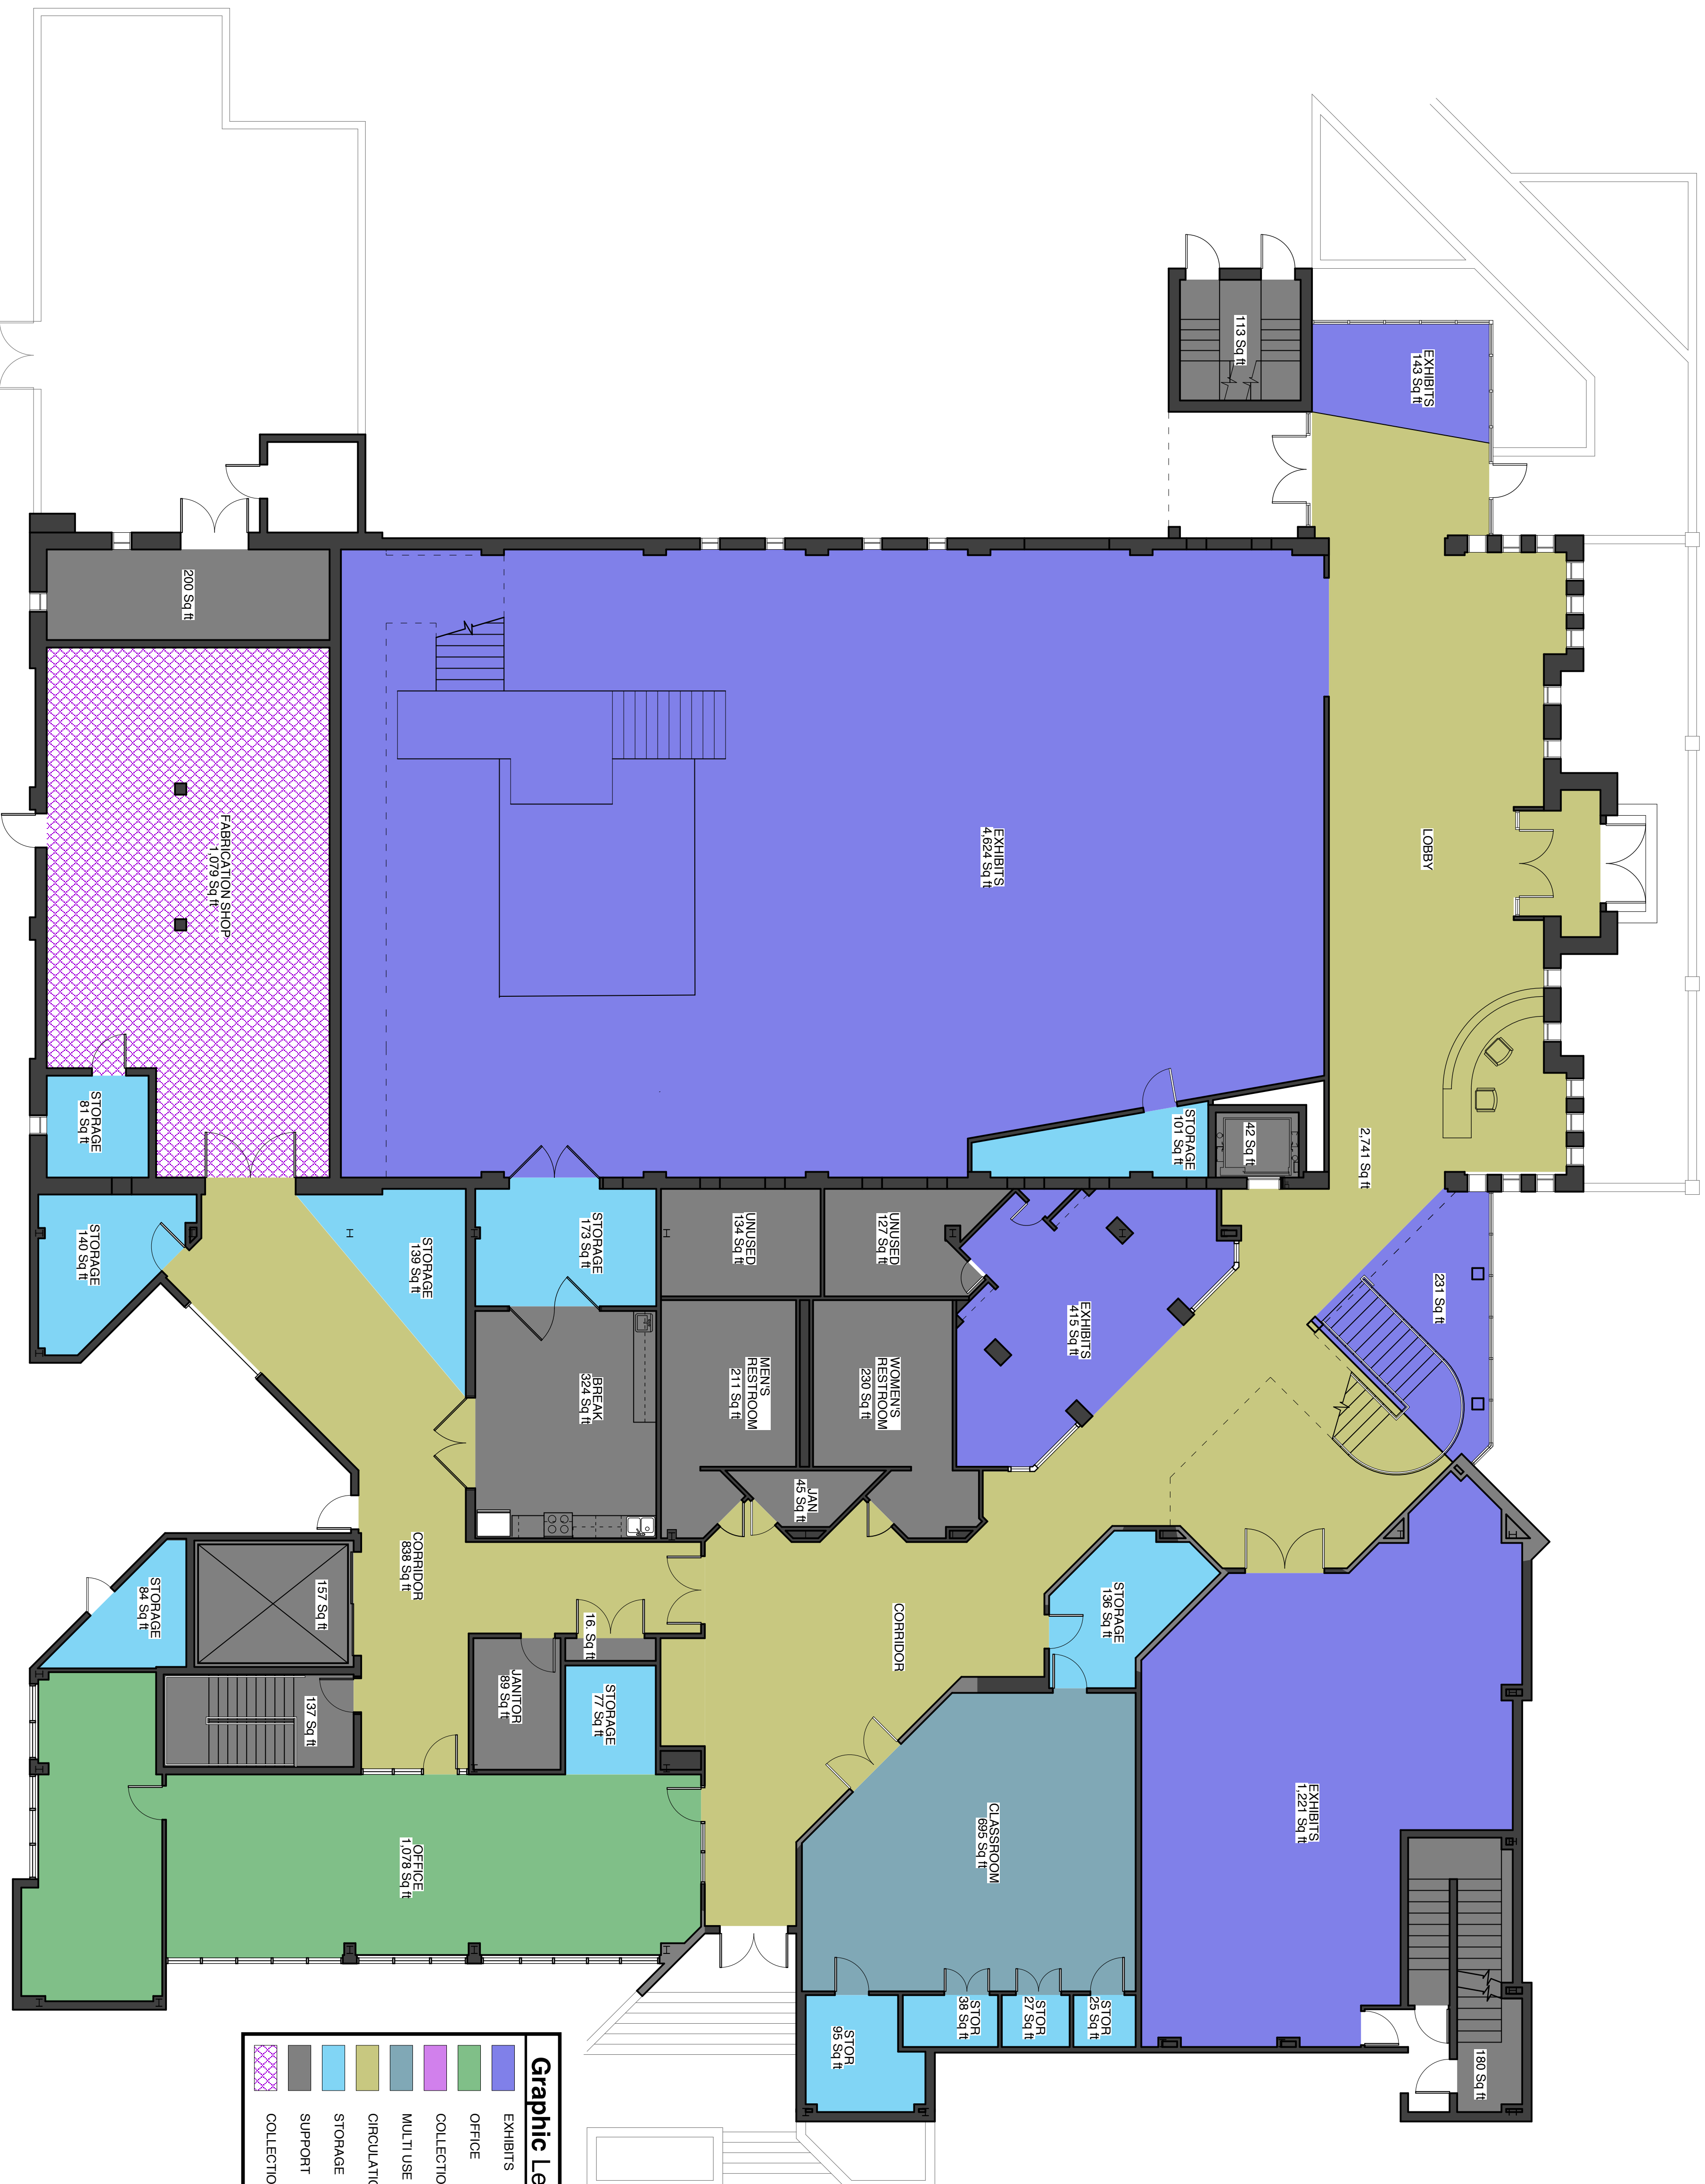 180 Sq ft
EXHIBITS
143 Sq ft
LOBBY
231 Sq ft
2,741 Sq ft
EXHIBITS
1,221 Sq ft
113 Sq ft
42 Sq ft
STORAGE
101 Sq ft
STORAGE
136 Sq ft
STOR
25 Sq ft
EXHIBITS
415 Sq ft
STOR
27 Sq ft
EXHIBITS
4,624 Sq ft
CLASSROOM
695 Sq ft
STOR
38 Sq ft
CORRIDOR
UNUSED
127 Sq ft
WOMEN'S
RESTROOM
230 Sq ft
STOR
95 Sq ft
JAN
45 Sq ft
UNUSED
134 Sq ft
MEN'S
RESTROOM
211 Sq ft
STORAGE
173 Sq ft
BREAK
324 Sq ft
16. Sq ft
STORAGE
77 Sq ft
JANITOR
89 Sq ft
STORAGE
139 Sq ft
CORRIDOR
838 Sq ft
OFFICE
1,078 Sq ft
157 Sq ft
137 Sq ft
FABRICATION SHOP
1,079 Sq ft
200 Sq ft
STORAGE
84 Sq ft
STORAGE
81 Sq ft
STORAGE
140 Sq ft
Graphic Le
EXHIBITS
OFFICE
COLLECTIO
MULTI USE
CIRCULATIO
STORAGE
SUPPORT
COLLECTIO